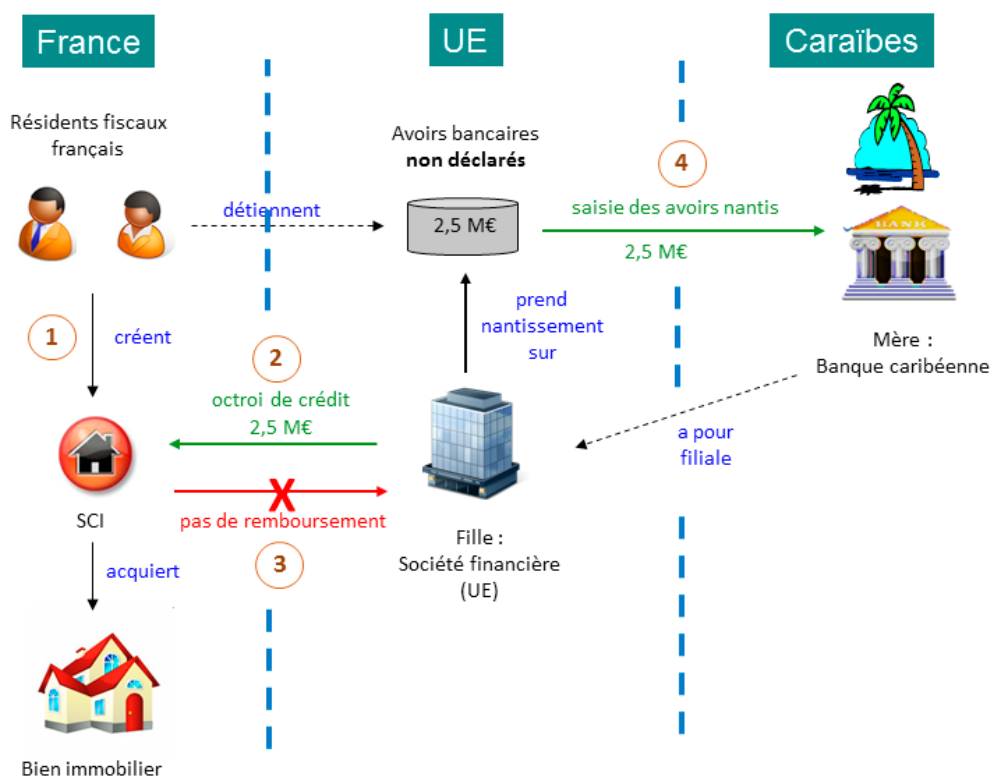 France
UE
Caraïbes
Résidents fiscaux
français
Avoirs bancaires
non déclarés
4
détiennent
2,5 M€
saisie des avoirs nantis
2,5 M€
BANK
1
créent
prend
nantissement
sur
Mère :
Banque caribéenne
2
octroi de crédit
2,5 M€
a pour
filiale
SCI
pas de remboursement
X
3
Fille :
Société financière
(UE)
acquiert
Bien immobilier